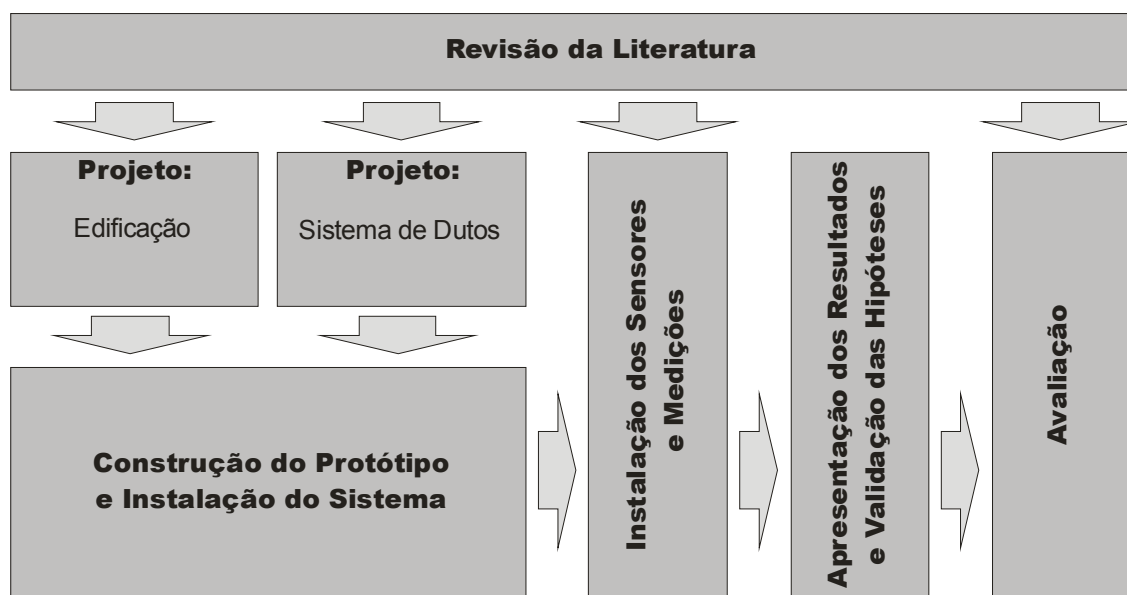 Revisão da Literatura
Projeto:
Edificação
Projeto:
Sistema de Dutos
Construção do Protótipo
e Instalação do Sistema
Instalação dos Sensores
e Medições
Apresentação dos Resultados
e Validação das Hipóteses
Avaliação